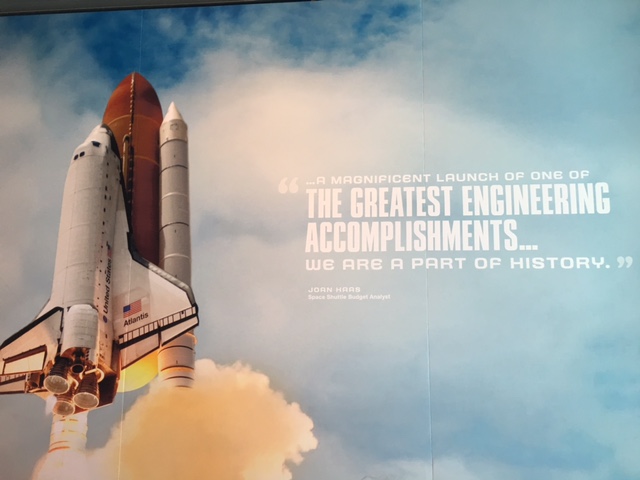 “...A MAGNIFICENT LAUNCH OF ONE OF
THE GREATEST ENGINEERING
ACCOMPLISHMENTS...
WE ARE A PART OF HISTORY.”
JOAN HAAS
Space Shuttle Budget Analyst
United States
Atlantis